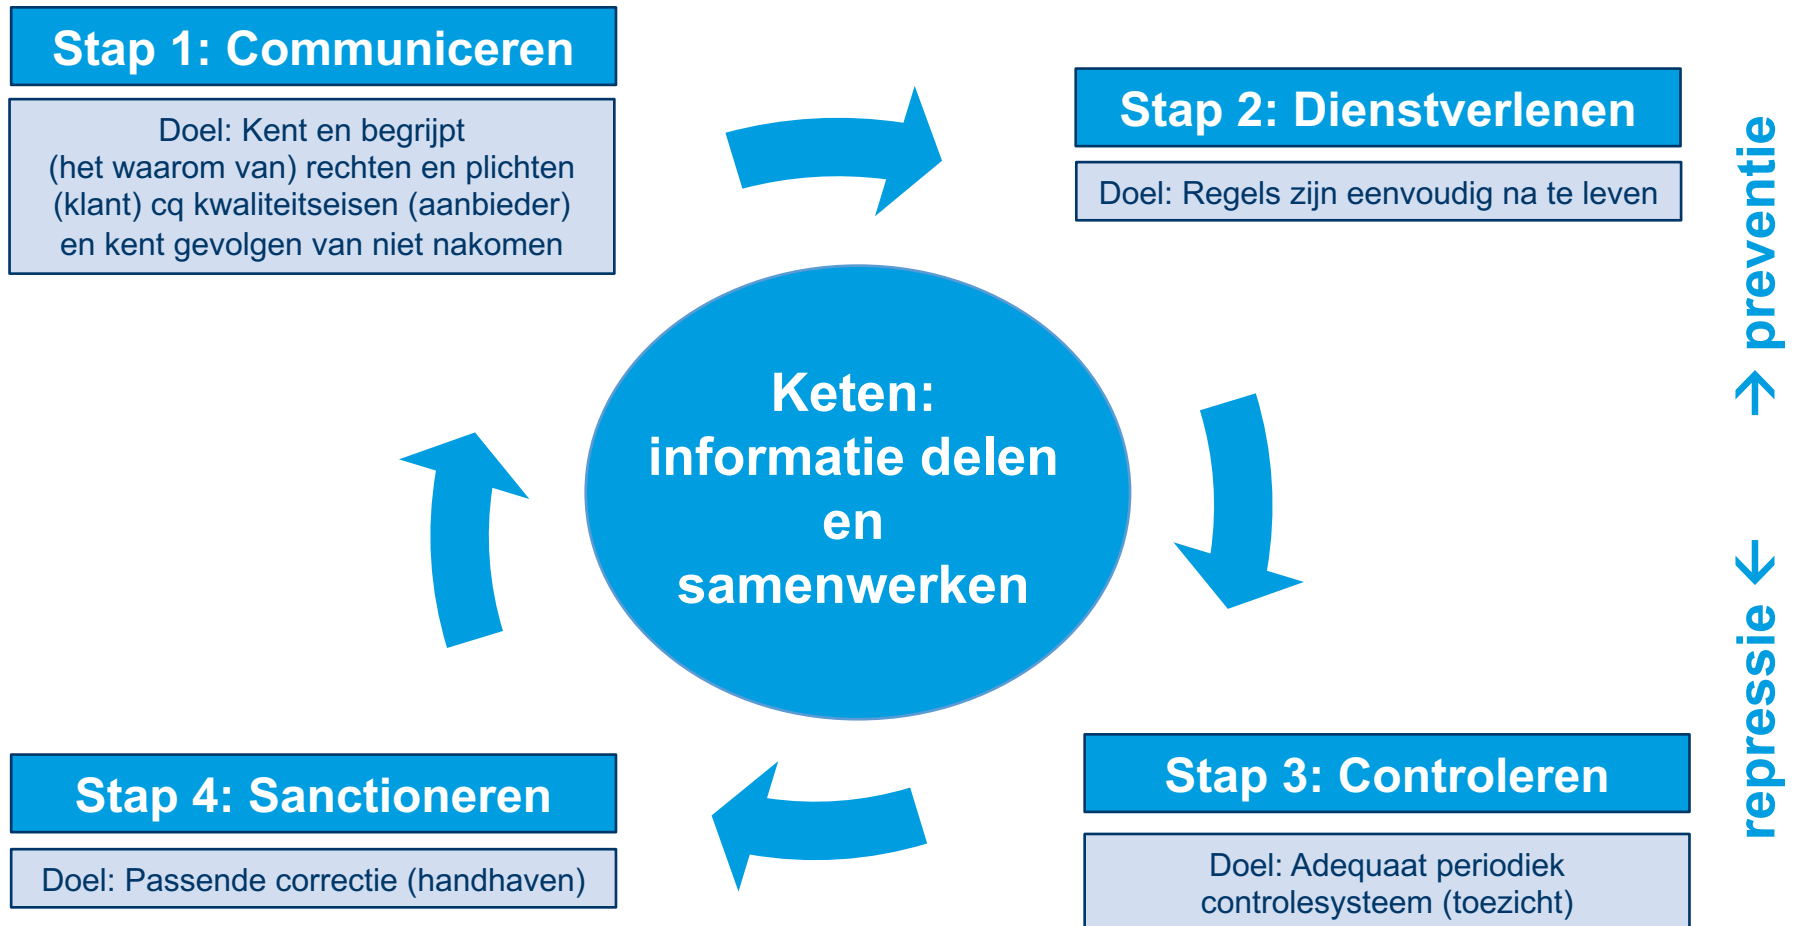 Stap 1: Communiceren
Doel: Kent en begrijpt
(het waarom van) rechten en plichten
(klant) cq kwaliteitseisen (aanbieder)
en kent gevolgen van niet nakomen
Stap 2: Dienstverlenen
Doel: Regels zijn eenvoudig na te leven
Keten:
informatie delen
en
samenwerken
Stap 3: Controleren
Doel: Adequaat periodiek
controlesysteem (toezicht)
Stap 4: Sanctioneren
Doel: Passende correctie (handhaven)
repressie ← → preventie